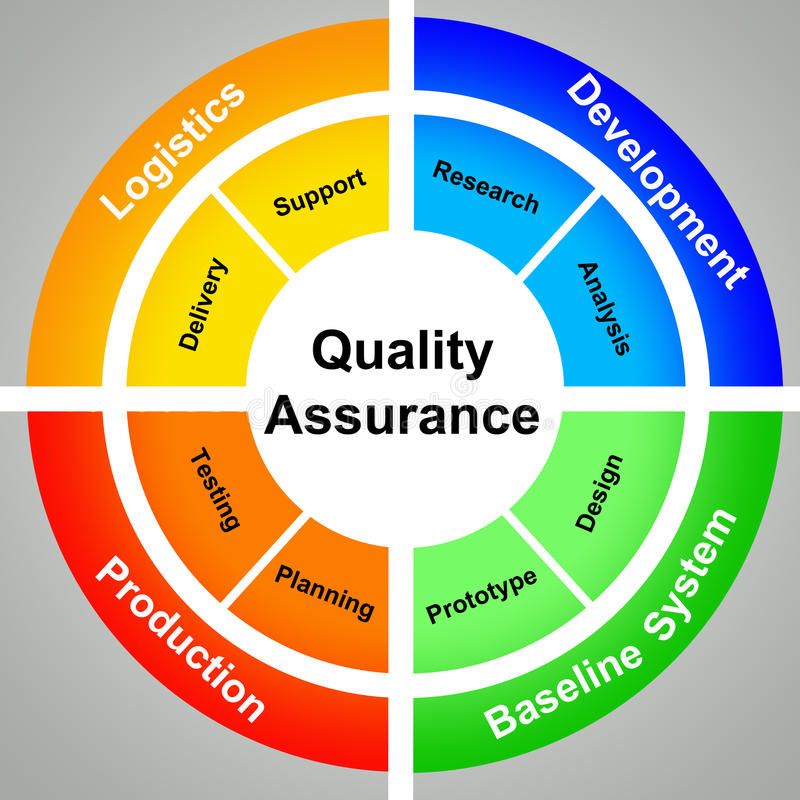 Quality
Assurance
Development
Research
Analysis
Baseline System
Design
Prototype
Production
Planning
Testing
Logistics
Delivery
Support